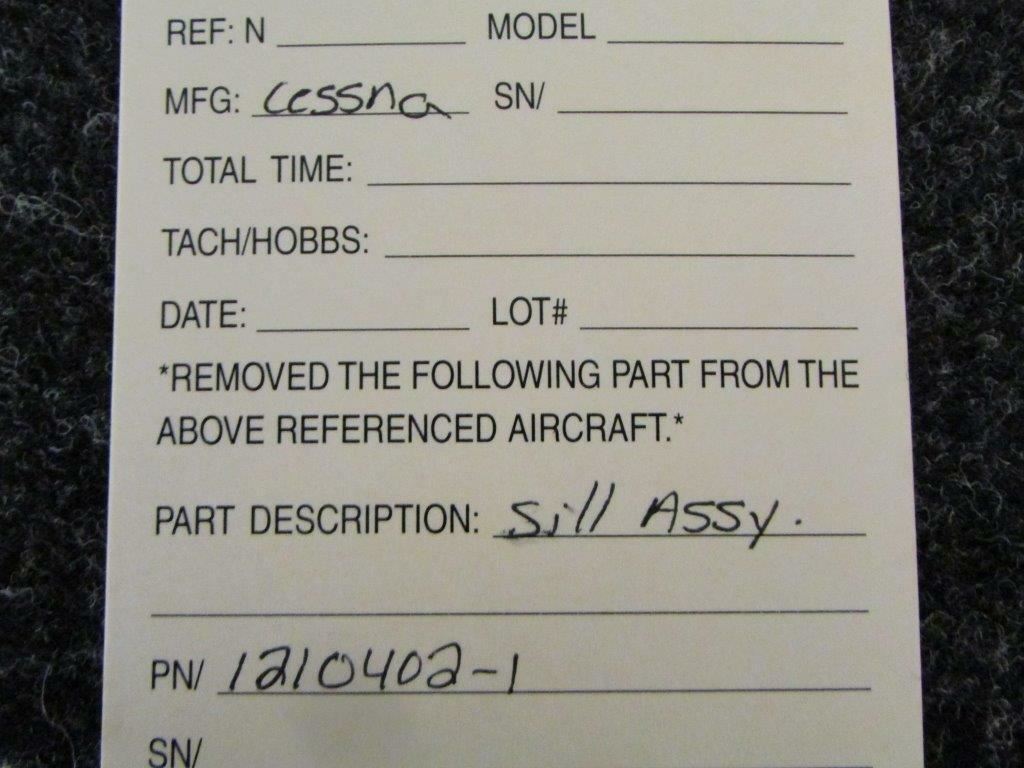 REF: N MODEL
MFG: Cessna SN/
TOTAL TIME:
TACH/HOBBS:
DATE: LOT#
*REMOVED THE FOLLOWING PART FROM THE
ABOVE REFERENCED AIRCRAFT.*
PART DESCRIPTION: Sill Assy.
PN/ 1210402-1
SN/